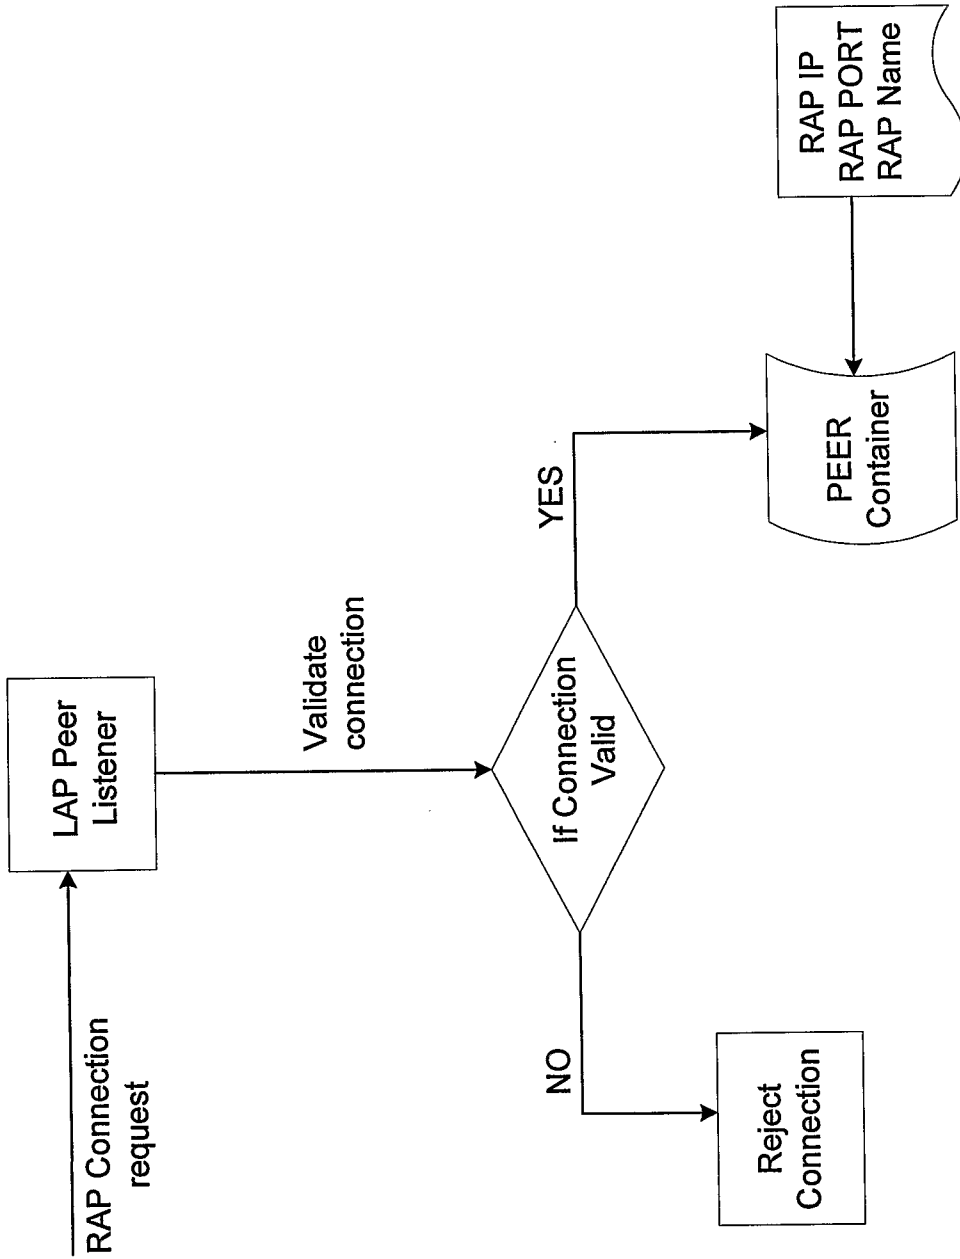 RAP Connection
request
LAP Peer
Listener
Validate
connection
If Connection
Valid
NO
YES
Reject
Connection
PEER
Container
RAP IP
RAP PORT
RAP Name